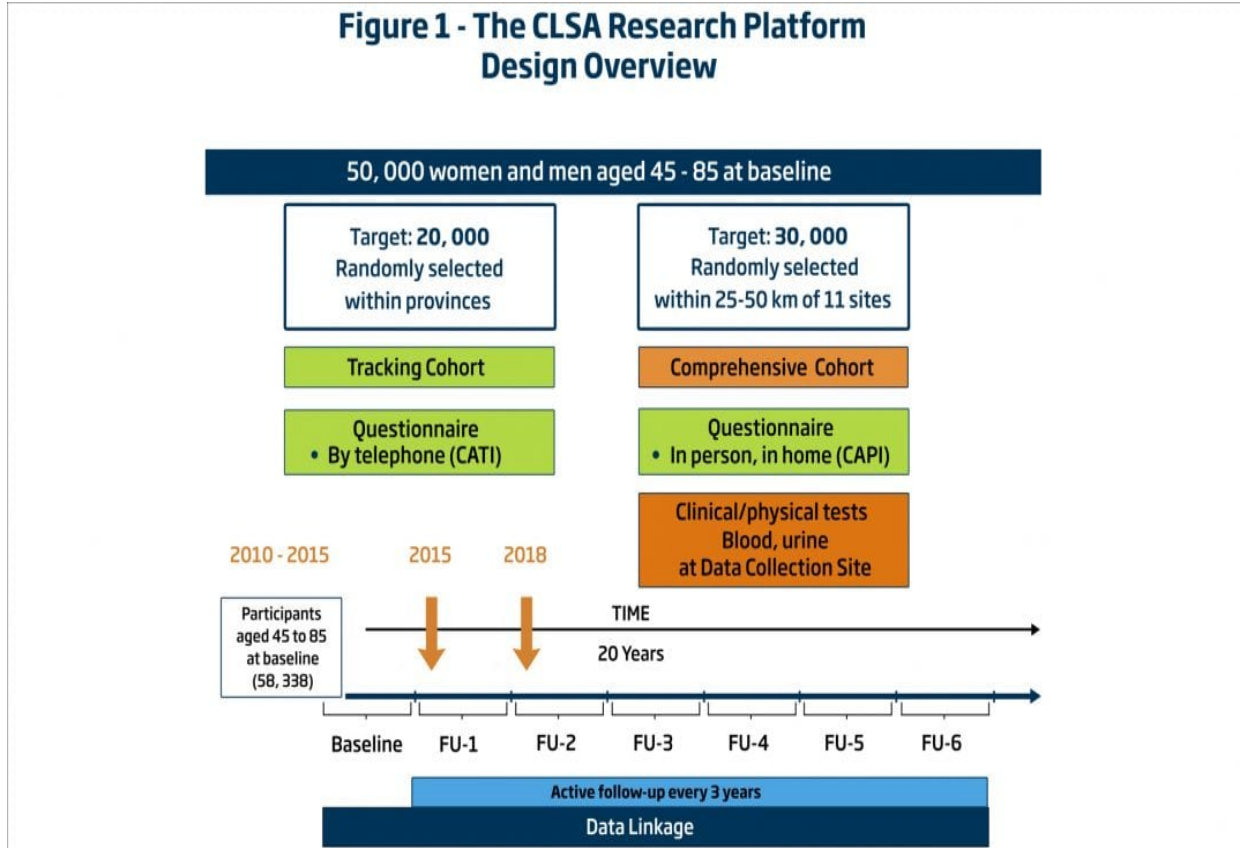 Figure 1 - The CLSA Research Platform
Design Overview
50, 000 women and men aged 45 - 85 at baseline
Target: 20, 000
Randomly selected
within provinces
Target: 30, 000
Randomly selected
within 25-50 km of 11 sites
Tracking Cohort
Comprehensive Cohort
Questionnaire
• By telephone (CATI)
Questionnaire
• In person, in home (CAPI)
Clinical/physical tests
Blood, urine
at Data Collection Site
2010 - 2015
2015
2018
Participants
aged 45 to 85
at baseline
(58, 338)
TIME
20 Years
Baseline
FU-1
FU-2
FU-3
FU-4
FU-5
FU-6
Active follow-up every 3 years
Data Linkage